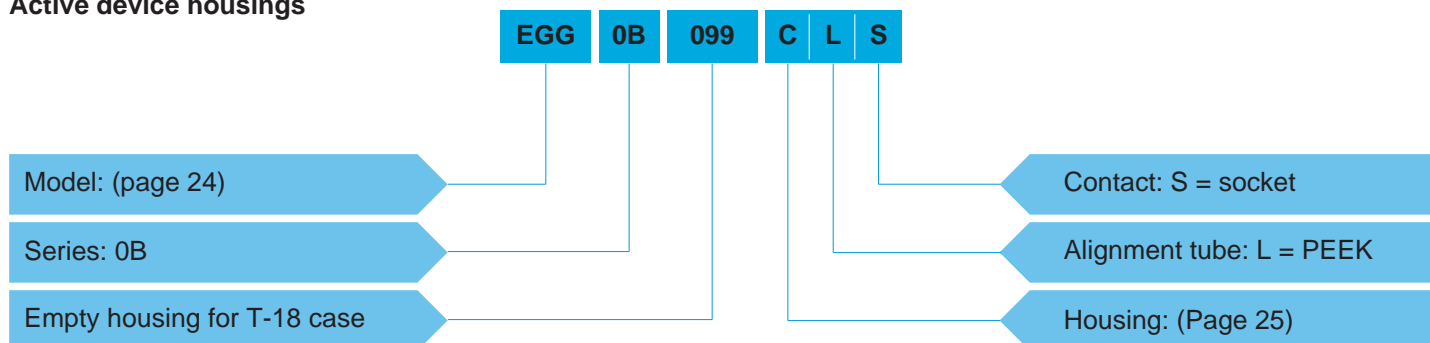 Active device housings
EGG 0B 099 C L S
Model: (page 24)
Series: 0B
Empty housing for T-18 case
Contact: S = socket
Alignment tube: L = PEEK
Housing: (Page 25)